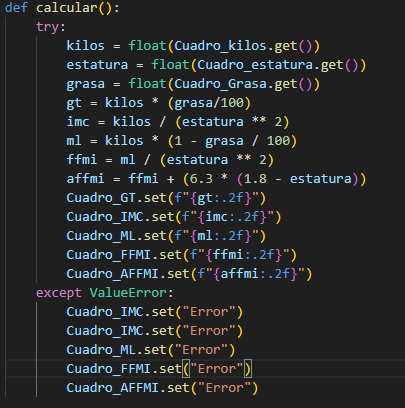 def calcular():
    try:
        kilos = float(Cuadro_kilos.get())
        estatura = float(Cuadro_estatura.get())
        grasa = float(Cuadro_Grasa.get())
        gt = kilos * (grasa/100)
        imc = kilos / (estatura ** 2)
        ml = kilos * (1 - grasa / 100)
        ffmi = ml / (estatura ** 2)
        affmi = ffmi + (6.3 * (1.8 - estatura))
        Cuadro_GT.set(f"{gt:.2f}")
        Cuadro_IMC.set(f"{imc:.2f}")
        Cuadro_ML.set(f"{ml:.2f}")
        Cuadro_FFMI.set(f"{ffmi:.2f}")
        Cuadro_AFFMI.set(f"{affmi:.2f}")
    except ValueError:
        Cuadro_IMC.set("Error")
        Cuadro_IMC.set("Error")
        Cuadro_ML.set("Error")
        Cuadro_FFMI.set("Error")
        Cuadro_AFFMI.set("Error")